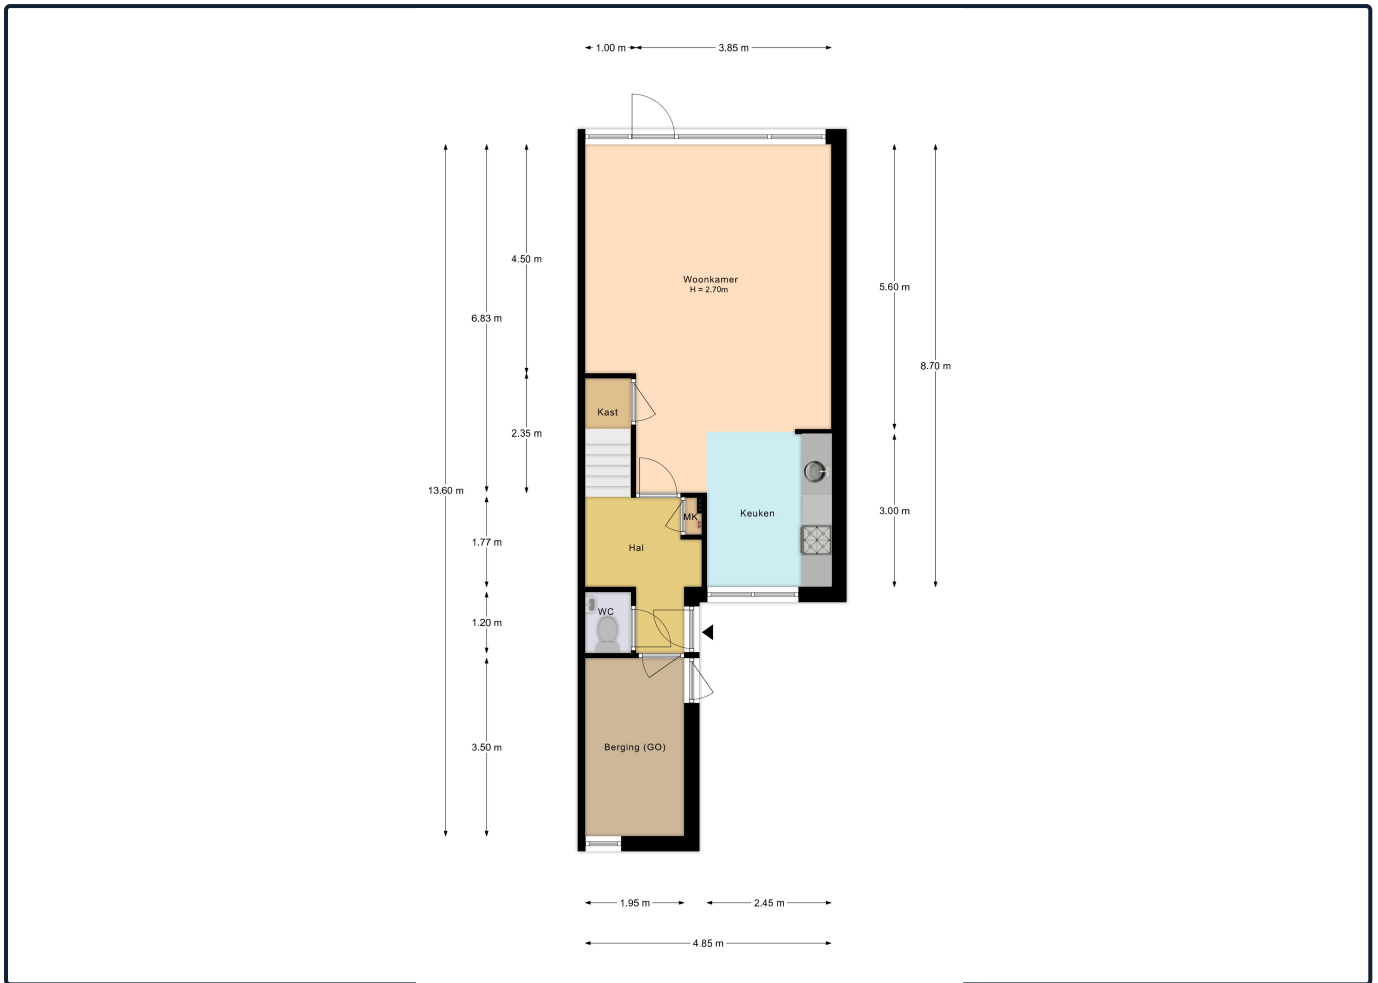 1.00 m
3.85 m
4.50 m
Woonkamer
H = 2.70m
5.60 m
6.83 m
8.70 m
Kast
2.35 m
13.60 m
Keuken
3.00 m
MK
1.77 m
Hal
WC
1.20 m
3.50 m
Berging (GO)
1.95 m
2.45 m
4.85 m